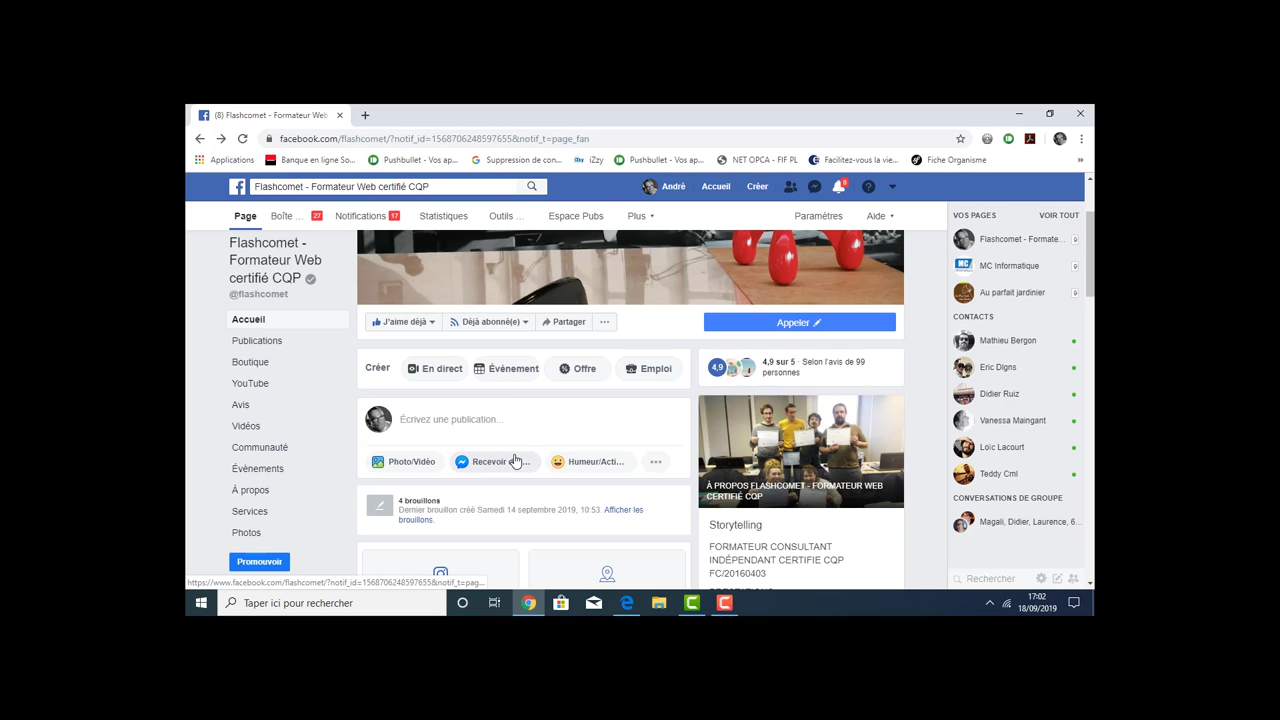 (8) Flashcomet - Formateur Web
facebook.com/flashcomet/?notif_id=1568706248597655&notif_t=page_fan
Applications Banque en ligne So... Pushbullet - Vos ap... Suppression de con... iZzy Pushbullet - Vos ap... NET OPCA - FIF PL Facilitez-vous la vie... Fiche Organisme »
Flashcomet - Formateur Web certifié CQP André Accueil Créer 8
Page Boîte ... 27 Notifications 17 Statistiques Outils ... Espace Pubs Plus Paramètres Aide
Flashcomet -
Formateur Web
certifié CQP
@flashcomet
Accueil
Publications
Boutique
YouTube
Avis
Vidéos
Communauté
Évènements
À propos
Services
Photos
Promouvoir
J'aime déjà Déjà abonné(e) Partager ... Appeler
Créer En direct Évènement Offre Emploi
Écrivez une publication...
Photo/Vidéo Recevoir Humeur/Acti... ...
4 brouillons
Dernier brouillon créé Samedi 14 septembre 2019, 10:53. Afficher les
brouillons.
4,9 4,9 sur 5 · Selon l'avis de 99
personnes
À PROPOS FLASHCOMET - FORMATEUR WEB
CERTIFIÉ CQP
Storytelling
FORMATEUR CONSULTANT
INDÉPENDANT CERTIFIE CQP
FC/20160403
PRESTATIONS
VOS PAGES VOIR TOUT
Flashcomet - Formate... 9
MC Informatique 9
Au parfait jardinier 9
CONTACTS
Mathieu Bergon
Eric Digns
Didier Ruiz
Vanessa Maingant
Loïc Lacourt
Teddy Cml
CONVERSATIONS DE GROUPE
Magali, Didier, Laurence, 6...
Rechercher
https://www.facebook.com/flashcomet/?notif_id=1568706248597655&notif_t=pag...
Taper ici pour rechercher
17:02
18/09/2019